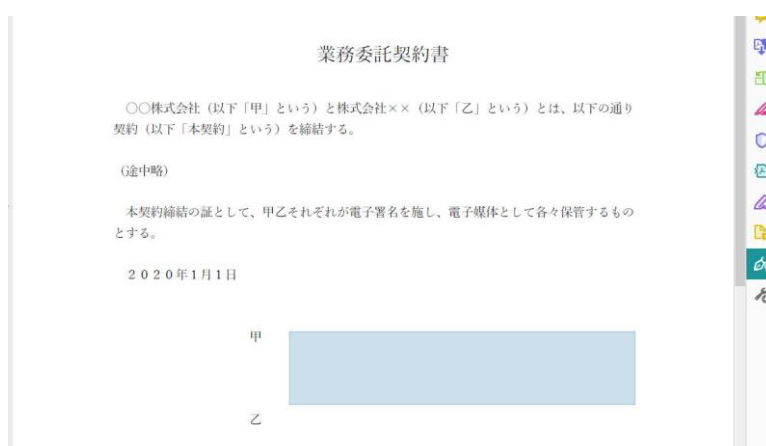 業務委託契約書
○○株式会社（以下「甲」という）と株式会社××（以下「乙」という）とは、以下の通り
契約（以下「本契約」という）を締結する。
（途中略）
本契約締結の証として、甲乙それぞれが電子署名を施し、電子媒体として各々保管するもの
とする。
２０２０年１月１日
甲
乙